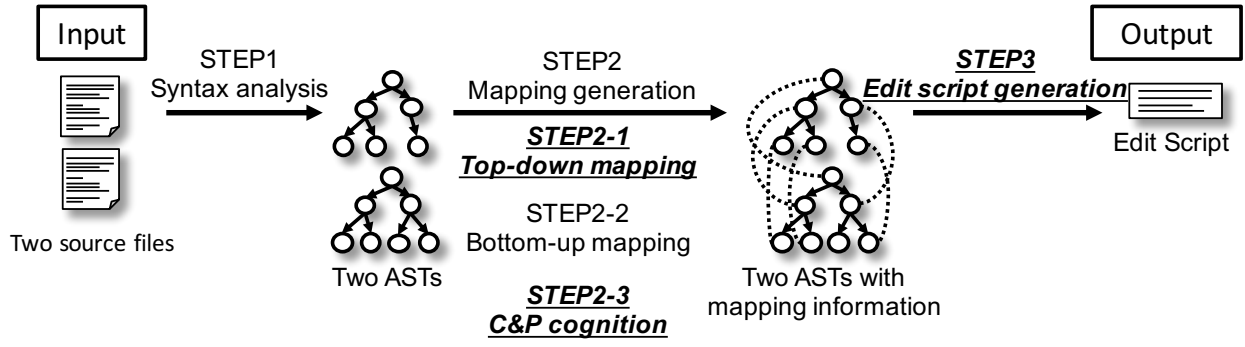 Input
Two source files
STEP1
Syntax analysis
Two ASTs
STEP2
Mapping generation
STEP2-1
Top-down mapping
STEP2-2
Bottom-up mapping
STEP2-3
C&P cognition
Two ASTs with
mapping information
STEP3
Edit script generation
Output
Edit Script